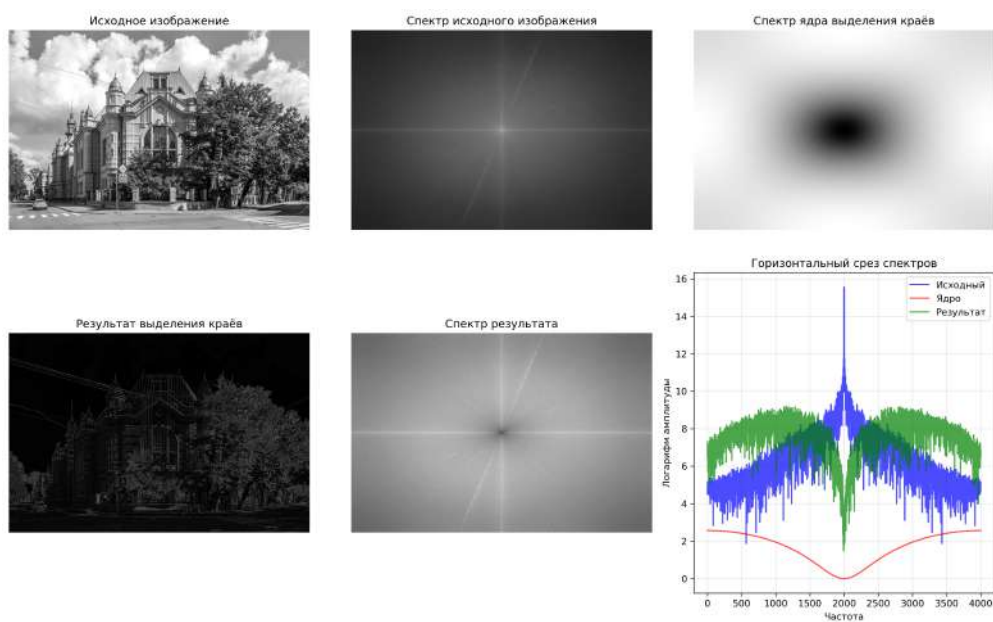 Исходное изображение
Спектр исходного изображения
Спектр ядра выделения краёв
Результат выделения краёв
Спектр результата
Горизонтальный срез спектров
Логарифм амплитуды
16
14
12
10
8
6
4
2
0
Исходный
Ядро
Результат
0 500 1000 1500 2000 2500 3000 3500 4000
Частота